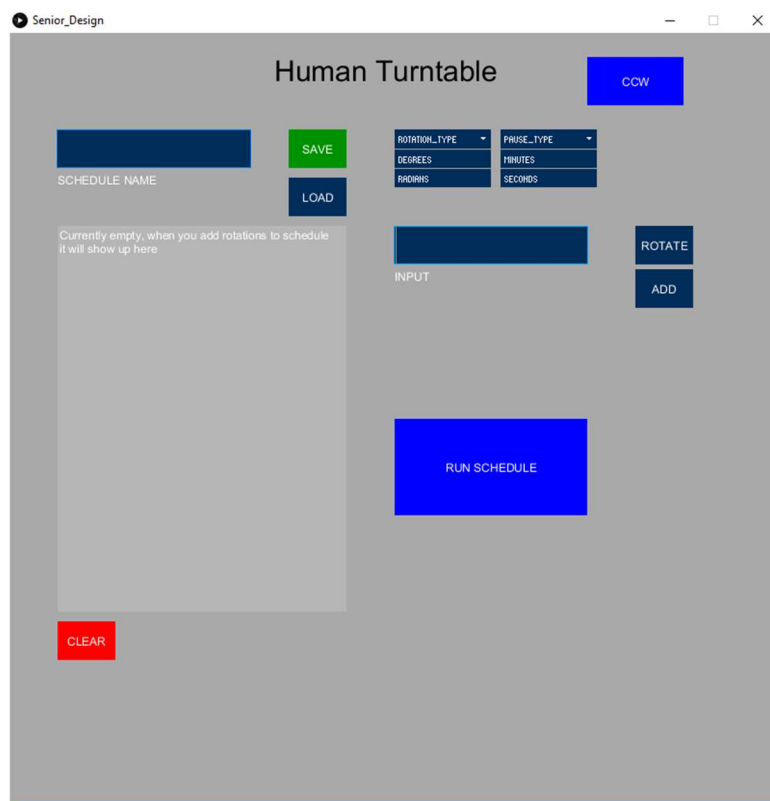 Senior_Design
Human Turntable
CCW
SAVE
SCHEDULE NAME
LOAD
ROTATION_TYPE
DEGREES
RADIANS
PAUSE_TYPE
MINUTES
SECONDS
Currently empty, when you add rotations to schedule
it will show up here
INPUT
ROTATE
ADD
RUN SCHEDULE
CLEAR